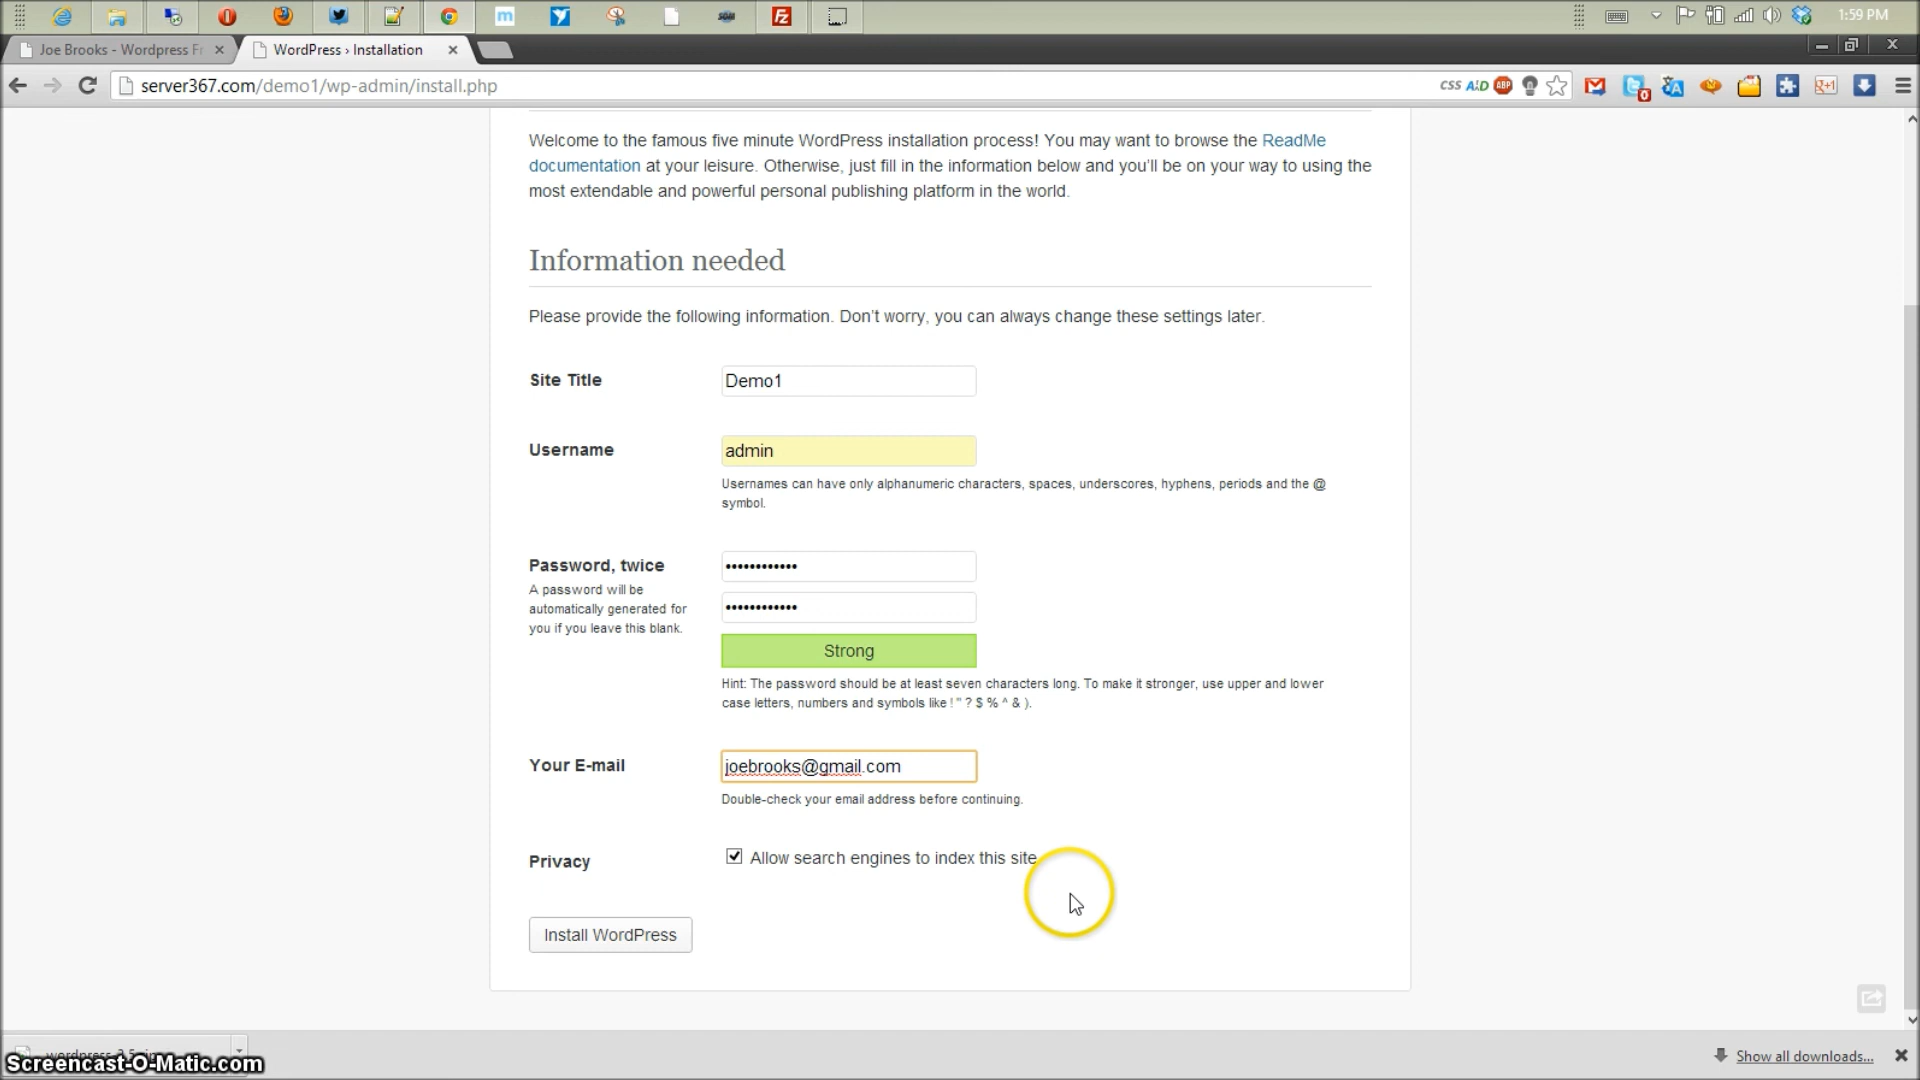 1:59 PM
Joe Brooks - Wordpress Fr
WordPress › Installation
server367.com/demo1/wp-admin/install.php
Welcome to the famous five minute WordPress installation process! You may want to browse the ReadMe
documentation at your leisure. Otherwise, just fill in the information below and you'll be on your way to using the
most extendable and powerful personal publishing platform in the world.
Information needed
Please provide the following information. Don't worry, you can always change these settings later.
Site Title
Demo1
Username
admin
Usernames can have only alphanumeric characters, spaces, underscores, hyphens, periods and the @
symbol.
Password, twice
A password will be
automatically generated for
you if you leave this blank.
••••••••••••
••••••••••••
Strong
Hint: The password should be at least seven characters long. To make it stronger, use upper and lower
case letters, numbers and symbols like ! " ? $ % ^ & ).
Your E-mail
joebrooks@gmail.com
Double-check your email address before continuing.
Privacy
Allow search engines to index this site
Install WordPress
Screencast-O-Matic.com
Show all downloads...